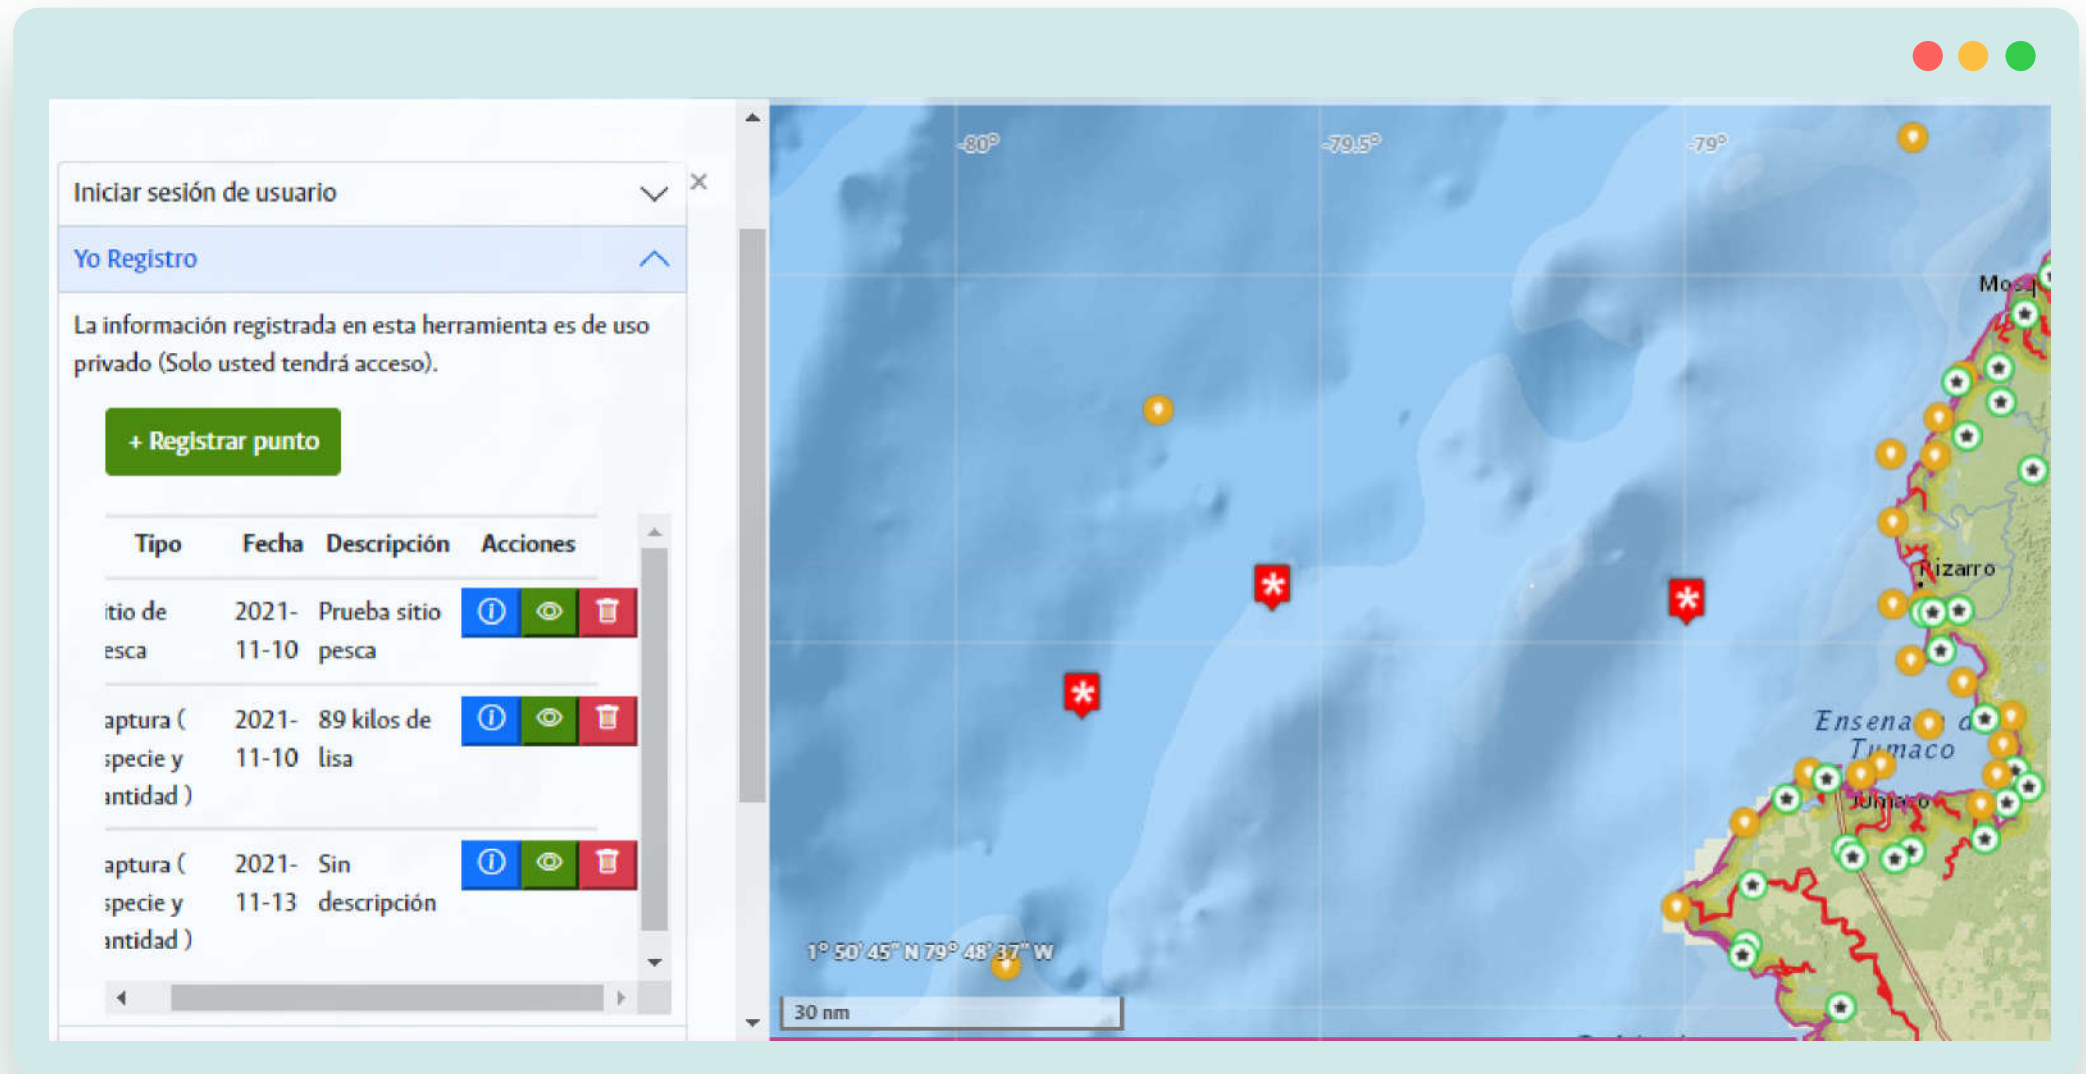 Iniciar sesión de usuario
Yo Registro
La información registrada en esta herramienta es de uso
privado (Solo usted tendrá acceso).
+ Registrar punto
Tipo Fecha Descripción Acciones
itio de 2021- Prueba sitio
esca 11-10 pesca
aptura ( 2021- 89 kilos de
specie y 11-10 lisa
antidad )
aptura ( 2021- Sin
specie y 11-13 descripción
antidad )
-80° -79.5° -79°
Mosq
Pizarro
Ensena d
Tumaco
Tumaco
1° 50' 45" N 79° 48' 37" W
30 nm